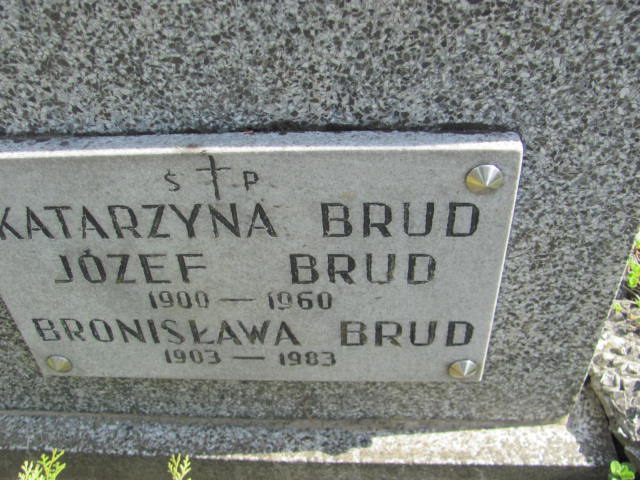 Ś † P
KATARZYNA BRUD
JÓZEF BRUD
1900 — 1960
BRONISŁAWA BRUD
1903 — 1983